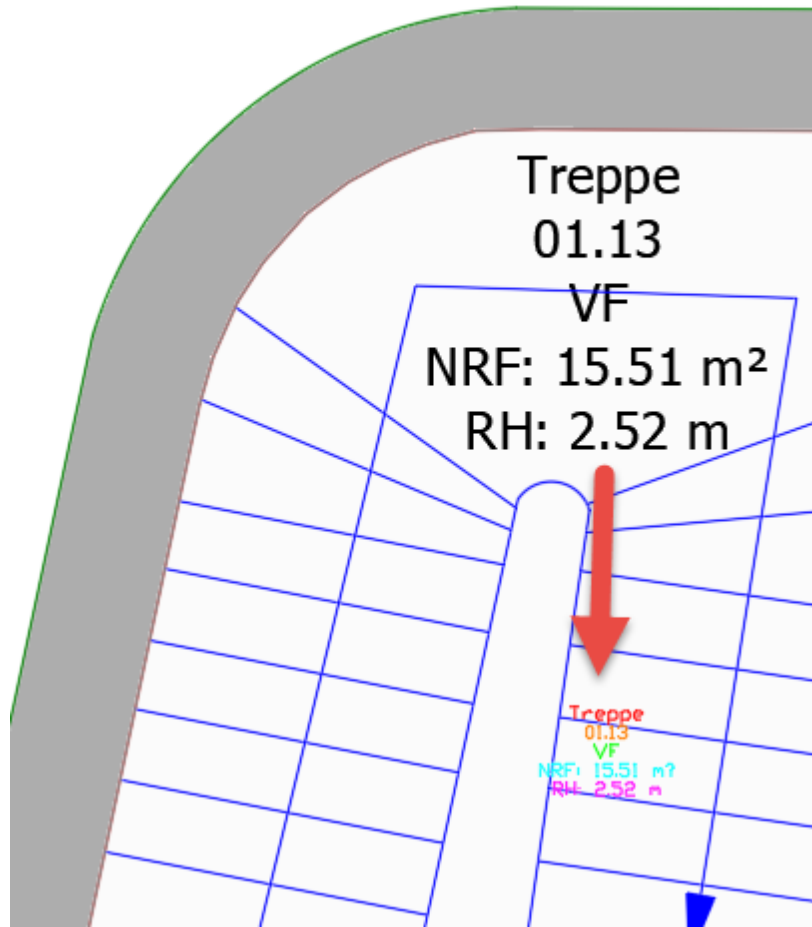 Treppe
01.13
VF
NRF: 15.51 m²
RH: 2.52 m
Treppe
01.13
VF
NRF: 15.51 m?
RH: 2.52 m